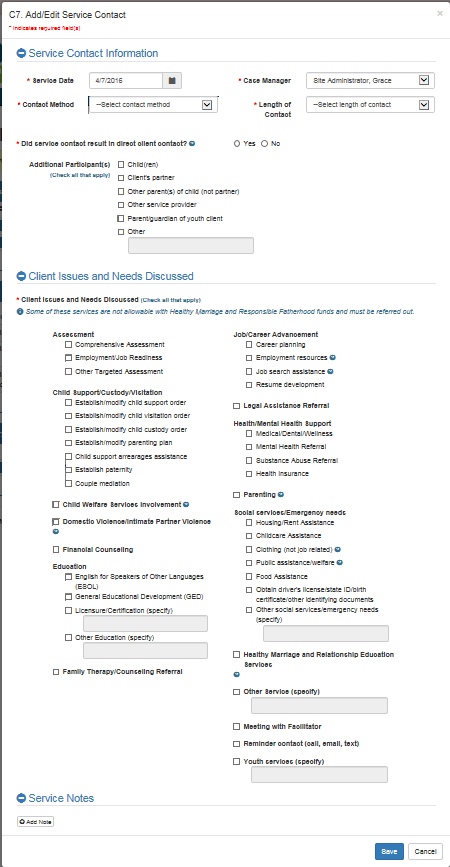 C7. Add/Edit Service Contact
×
* Indicates required field(s)
Service Contact Information
* Service Date
4/7/2016
* Case Manager
Site Administrator, Grace
* Contact Method
--Select contact method
* Length of Contact
--Select length of contact
* Did service contact result in direct client contact?
Yes No
Additional Participant(s)
(Check all that apply)
Child(ren)
Client's partner
Other parent(s) of child (not partner)
Other service provider
Parent/guardian of youth client
Other
Client Issues and Needs Discussed
* Client Issues and Needs Discussed (Check all that apply)
Some of these services are not allowable with Healthy Marriage and Responsible Fatherhood funds and must be referred out.
Assessment
Comprehensive Assessment
Employment/Job Readiness
Other Targeted Assessment
Child Support/Custody/Visitation
Establish/modify child support order
Establish/modify child visitation order
Establish/modify child custody order
Establish/modify parenting plan
Child support arrearages assistance
Establish paternity
Couple mediation
Child Welfare Services Involvement
Domestic Violence/Intimate Partner Violence
Financial Counseling
Education
English for Speakers of Other Languages
(ESOL)
General Educational Development (GED)
Licensure/Certification (specify)
Other Education (specify)
Family Therapy/Counseling Referral
Job/Career Advancement
Career planning
Employment resources
Job search assistance
Resume development
Legal Assistance Referral
Health/Mental Health Support
Medical/Dental/Wellness
Mental Health Referral
Substance Abuse Referral
Health Insurance
Parenting
Social services/Emergency needs
Housing/Rent Assistance
Childcare Assistance
Clothing (not job related)
Public assistance/welfare
Food Assistance
Obtain driver's license/state ID/birth
certificate/other identifying documents
Other social services/emergency needs
(specify)
Healthy Marriage and Relationship Education
Services
Other Service (specify)
Meeting with Facilitator
Reminder contact (call, email, text)
Youth services (specify)
Service Notes
Add Note
Save Cancel